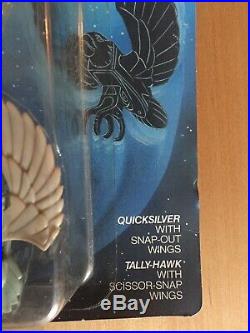 QUICKSILVER
WITH
SNAP-OUT
WINGS
TALLY-HAWK
WITH
SCISSOR-SNAP
WINGS